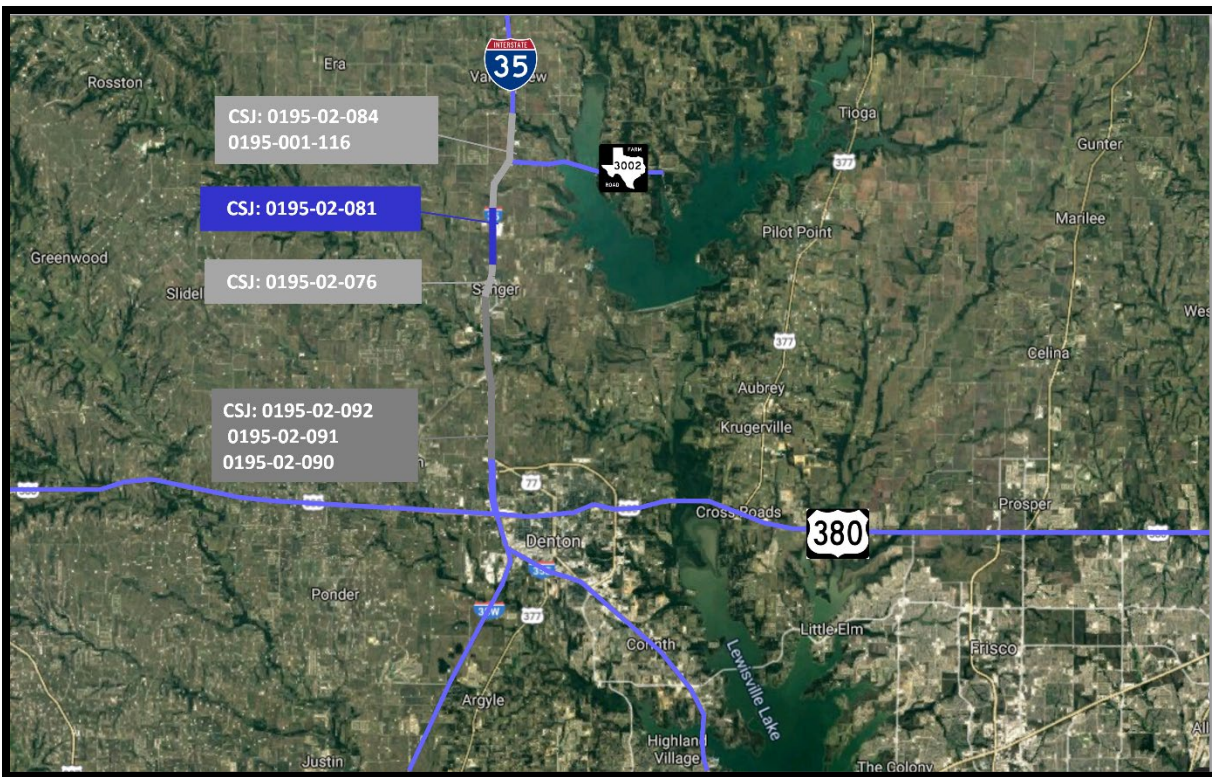 INTERSTATE
35
Era
Rosston
CSJ: 0195-02-084
0195-001-116
Tioga
377
Gunter
FARM
3002
ROAD
CSJ: 0195-02-081
Pilot Point
Marilee
Greenwood
CSJ: 0195-02-076
Sanger
377
Celina
Aubrey
Krugerville
CSJ: 0195-02-092
0195-02-091
0195-02-090
77
Cross Roads
Prosper
380
Denton
Ponder
377
Little Elm
Corinth
Frisco
Lewisville Lake
Argyle
Highland
Village
Justin
The Colony